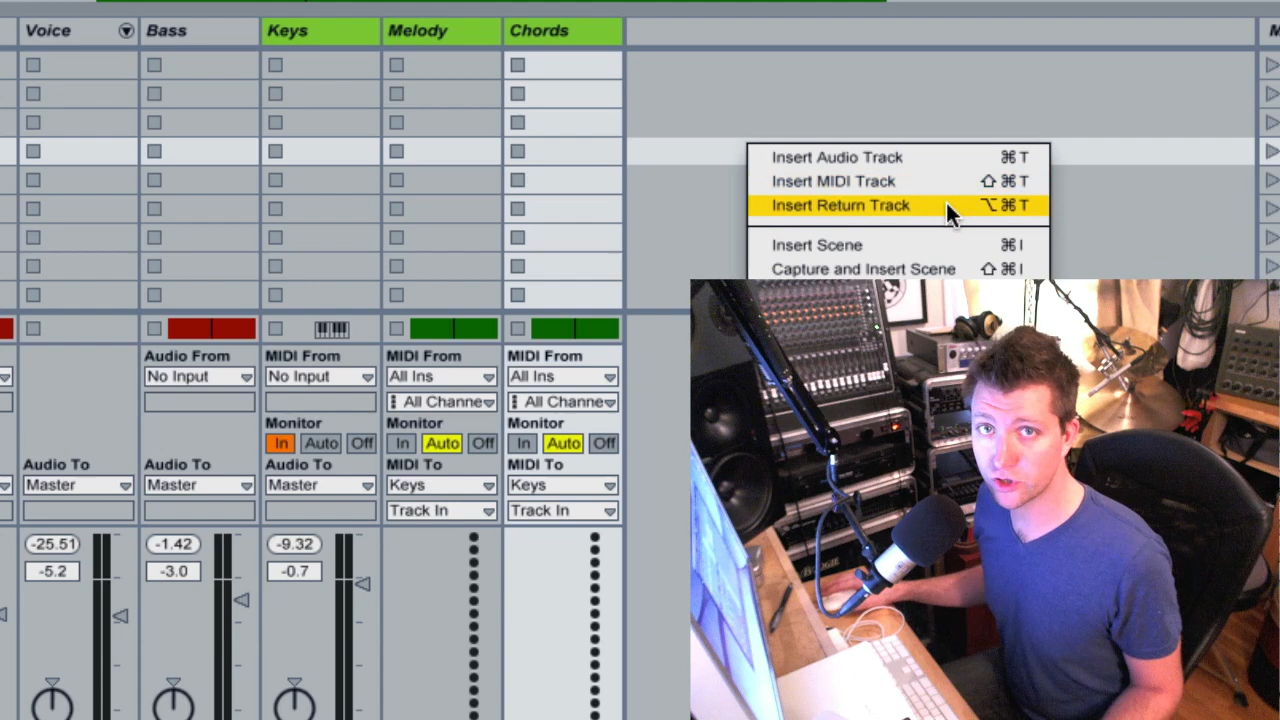 Voice Bass Keys Melody Chords M
Insert Audio Track ⌘T
Insert MIDI Track ⇧⌘T
Insert Return Track ⌥⌘T
Insert Scene ⌘I
Capture and Insert Scene ⇧⌘I
Audio From MIDI From MIDI From MIDI From
No Input No Input All Ins All Ins
All Channe All Channe
Monitor Monitor Monitor
In Auto Off In Auto Off In Auto Off
Audio To Audio To Audio To MIDI To MIDI To
Master Master Master Keys Keys
Track In Track In
-25.51 -1.42 -9.32
-5.2 -3.0 -0.7